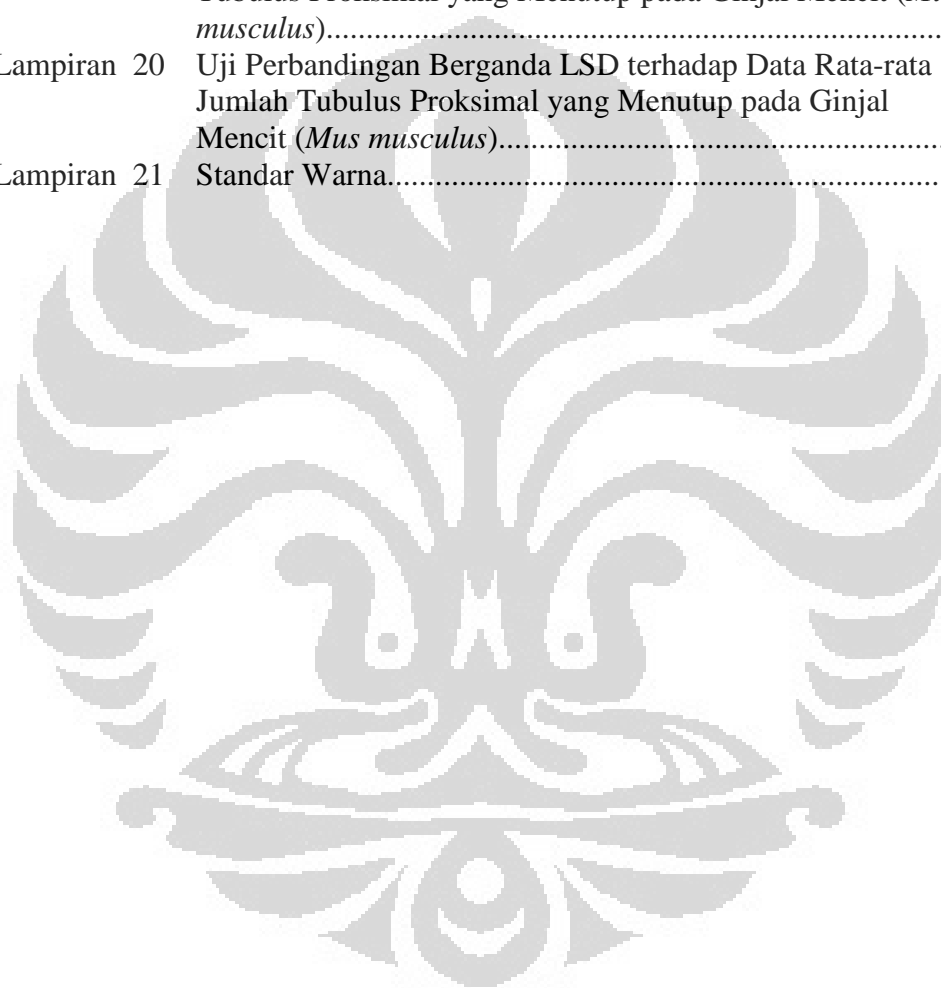 Tubulus Proksimal yang Menutup pada Ginjal Mencit (
musculus)....................................................................................
Lampiran 20 Uji Perbandingan Berganda LSD terhadap Data Rata-rata
Jumlah Tubulus Proksimal yang Menutup pada Ginjal
Mencit (Mus musculus)............................................................
Lampiran 21 Standar Warna..........................................................................